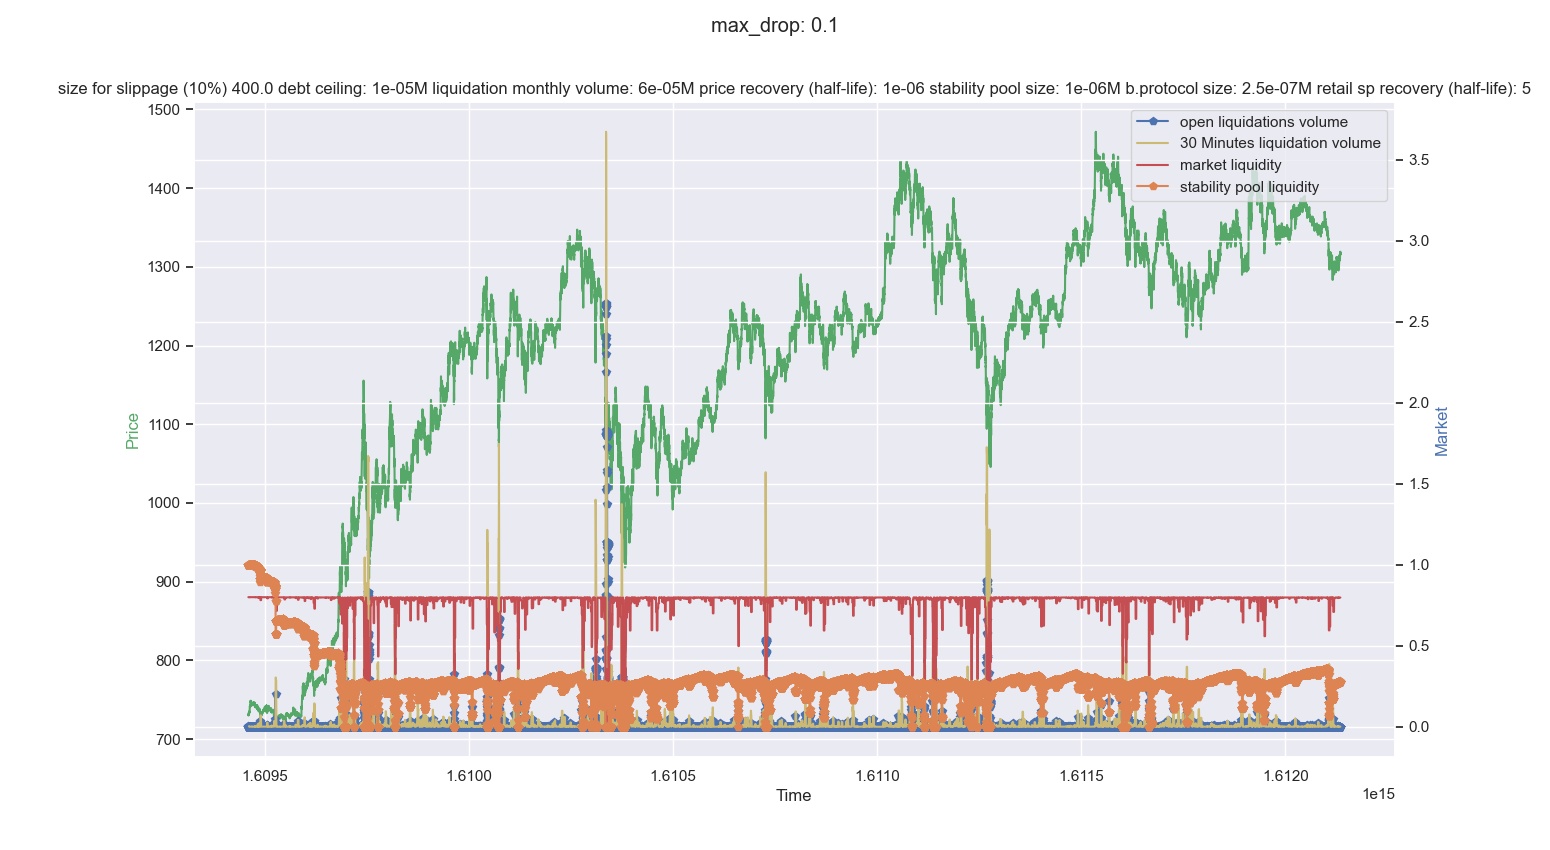 max_drop: 0.1
size for slippage (10%) 400.0 debt ceiling: 1e-05M liquidation monthly volume: 6e-05M price recovery (half-life): 1e-06 stability pool size: 1e-06M b.protocol size: 2.5e-07M retail sp recovery (half-life): 5
open liquidations volume
30 Minutes liquidation volume
market liquidity
stability pool liquidity
1500
1400
1300
1200
1100
1000
900
800
700
Price
3.5
3.0
2.5
2.0
1.5
1.0
0.5
0.0
Market
1.6095
1.6100
1.6105
1.6110
1.6115
1.6120
1e15
Time